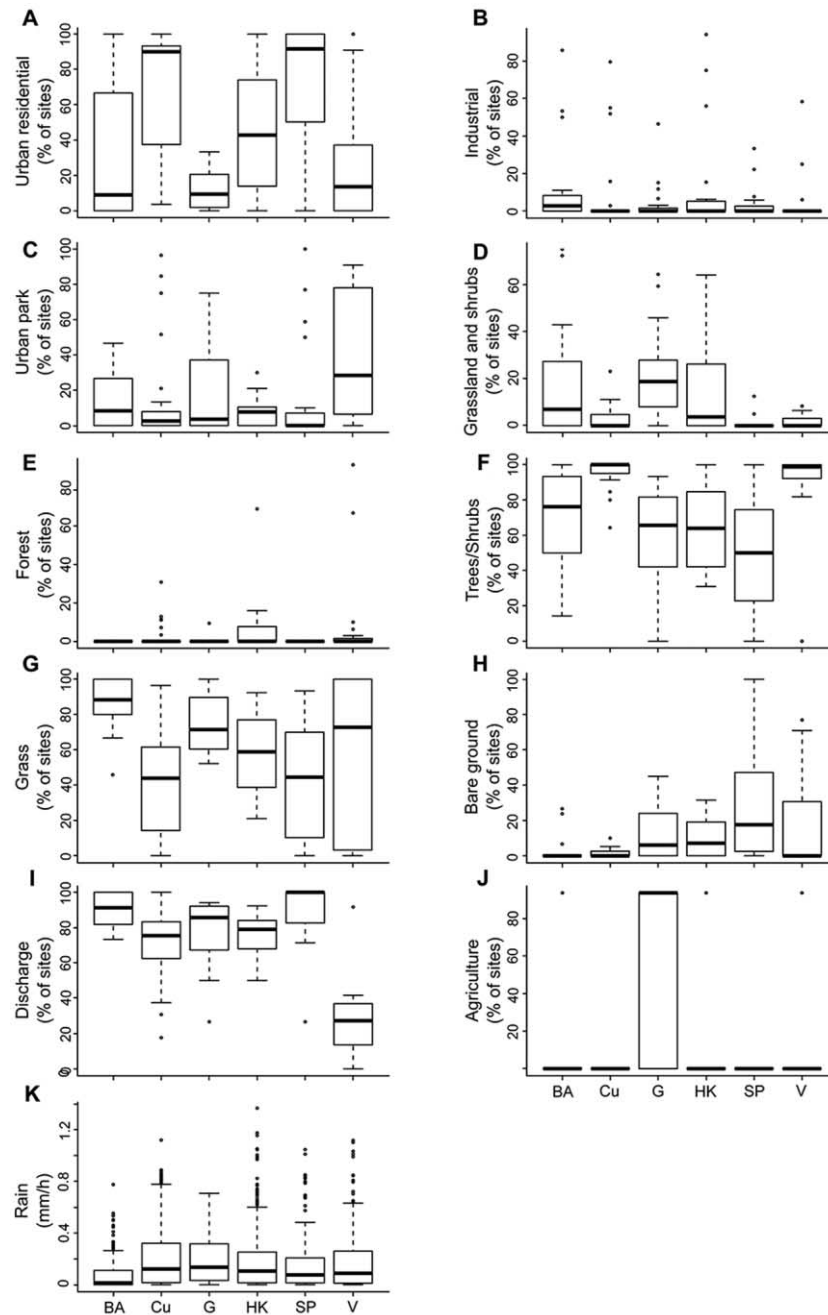 A
Urban residential
(% of sites)
0 20 40 60 80 100
B
Industrial
(% of sites)
0 20 40 60 80
C
Urban park
(% of sites)
0 20 40 60 80 100
D
Grassland and shrubs
(% of sites)
0 20 40 60
E
Forest
(% of sites)
0 20 40 60 80
F
Trees/Shrubs
(% of sites)
0 20 40 60 80 100
G
Grass
(% of sites)
0 20 40 60 80 100
H
Bare ground
(% of sites)
0 20 40 60 80 100
I
Discharge
(% of sites)
0 20 40 60 80 100
J
Agriculture
(% of sites)
20 40 60 80
BA Cu G HK SP V
K
Rain
(mm/h)
0 0.4 0.8 1.2
BA Cu G HK SP V